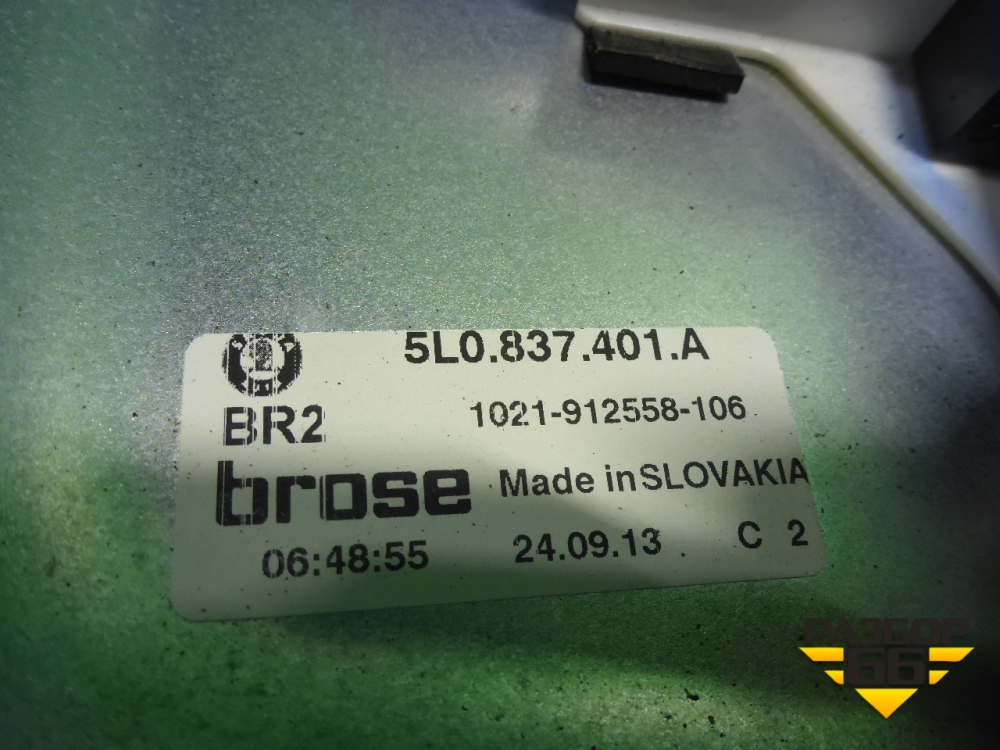 5L0.837.401.A
BR2 1021-912558-106
brose Made in SLOVAKIA
06:48:55 24.09.13 C 2
РАЗБОР
66